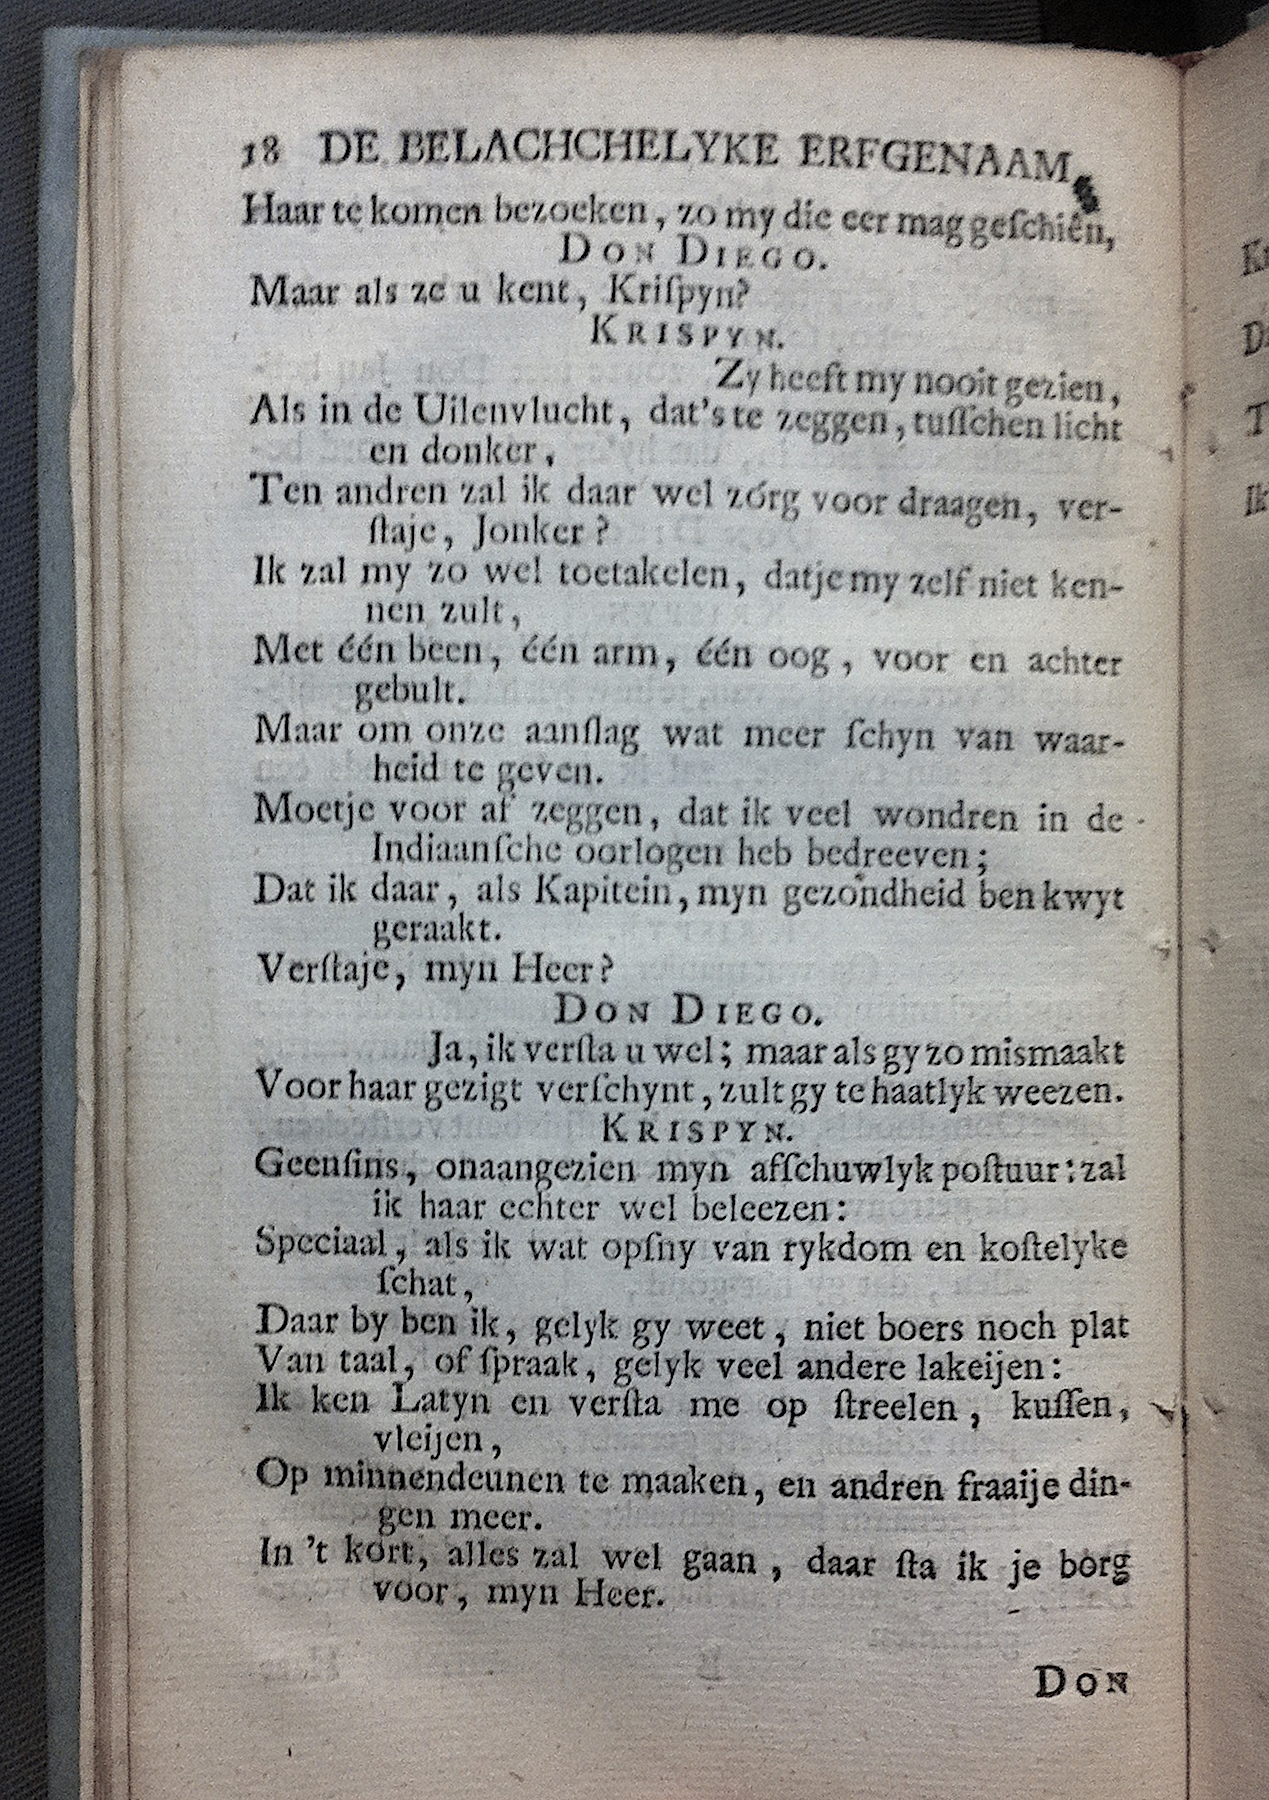 18 DE BELACHCHELYKE ERFGENAAM,
Haar te komen bezoeken, zo my die eer mag geſchiên,
DON DIEGO.
Maar als ze u kent, Kriſpyn?
KRISPYN.
Zy heeft my nooit gezien,
Als in de Uilenvlucht, dat's te zeggen, tuſſchen licht
en donker,
Ten andren zal ik daar wel zórg voor draagen, ver-
ſtaje, Jonker?
Ik zal my zo wel toetakelen, datje my zelf niet ken-
nen zult,
Met één been, één arm, één oog, voor en achter
gebult.
Maar om onze aanſlag wat meer ſchyn van waar-
heid te geven.
Moetje voor af zeggen, dat ik veel wondren in de
Indiaanſche oorlogen heb bedreeven;
Dat ik daar, als Kapitein, myn gezondheid ben kwyt
geraakt.
Verſtaje, myn Heer?
DON DIEGO.
Ja, ik verſta u wel; maar als gy zo mismaakt
Voor haar gezigt verſchynt, zult gy te haatlyk weezen.
KRISPYN.
Geenſins, onaangezien myn afſchuwlyk poſtuur: zal
ik haar echter wel beleezen:
Speciaal, als ik wat opſny van rykdom en koſtelyke
ſchat,
Daar by ben ik, gelyk gy weet, niet boers noch plat
Van taal, of ſpraak, gelyk veel andere lakeijen:
Ik ken Latyn en verſta me op ſtreelen, kuſſen,
vleijen,
Op minnendeunen te maaken, en andren fraaije din-
gen meer.
In 't kort, alles zal wel gaan, daar ſta ik je borg
voor, myn Heer.
DON